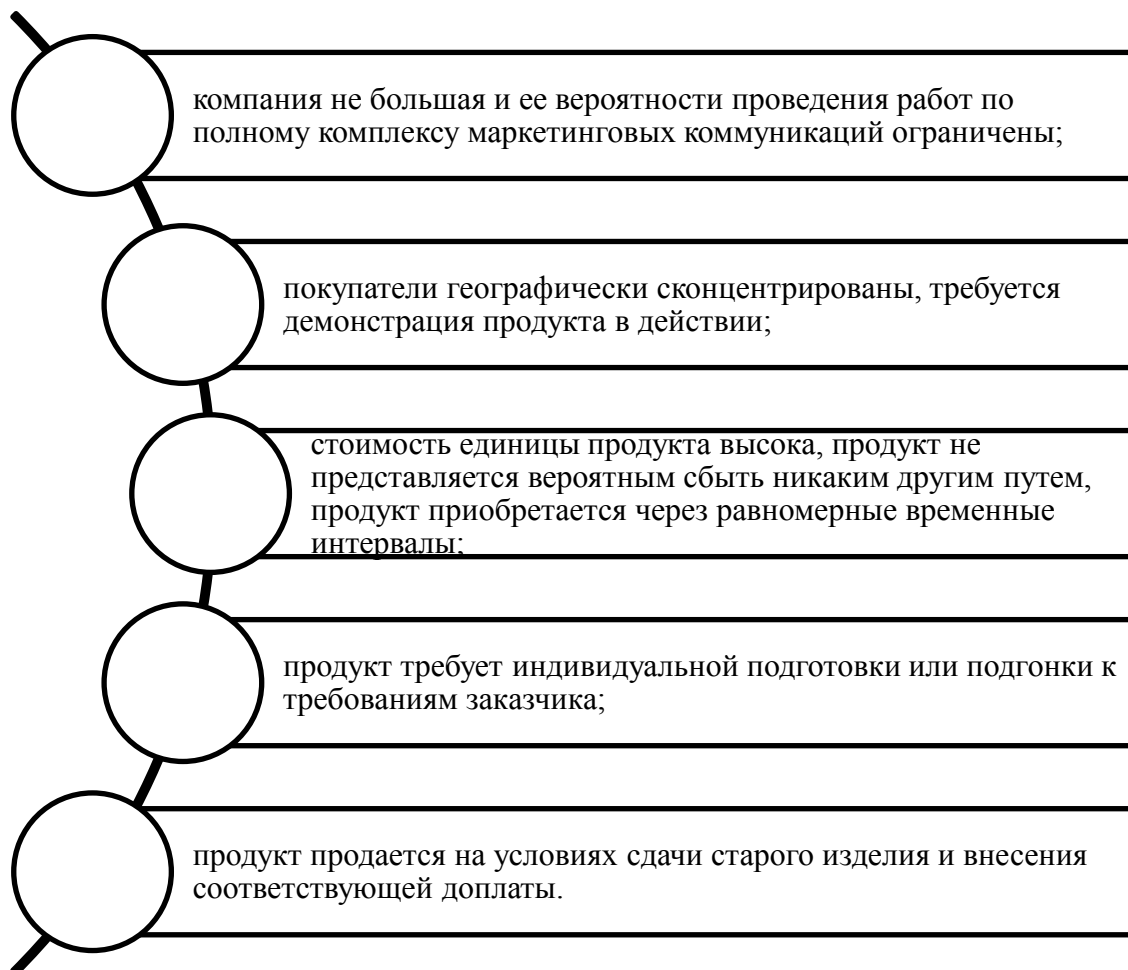 компания не большая и ее вероятности проведения работ по
полному комплексу маркетинговых коммуникаций ограничены;
покупатели географически сконцентрированы, требуется
демонстрация продукта в действии;
стоимость единицы продукта высока, продукт не
представляется вероятным сбыть никаким другим путем,
продукт приобретается через равномерные временные
интервалы;
продукт требует индивидуальной подготовки или подгонки к
требованиям заказчика;
продукт продается на условиях сдачи старого изделия и внесения
соответствующей доплаты.